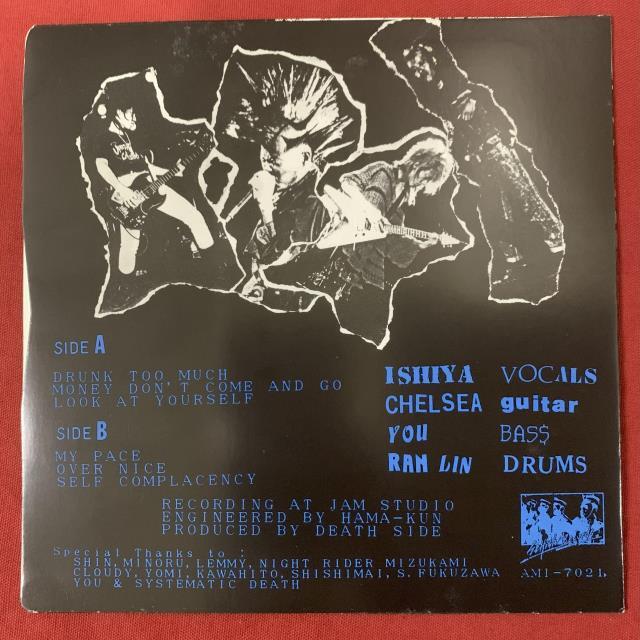 SIDE A
DRUNK TOO MUCH
MONEY DON'T COME AND GO
LOOK AT YOURSELF
SIDE B
MY PACE
OVER NICE
SELF COMPLACENCY
ISHIYA VOCALS
CHELSEA guitar
YOU BAS$
RAN LIN DRUMS
RECORDING AT JAM STUDIO
ENGINEERED BY HAMA-KUN
PRODUCED BY DEATH SIDE
Special Thanks to :
SHIN, MINORU, LEMMY, NIGHT RIDER MIZUKAMI
CLOUDY, YOMI, KAWAHITO, SHISHIMAI, S. FUKUZAWA
YOU & SYSTEMATIC DEATH
AMI-7021